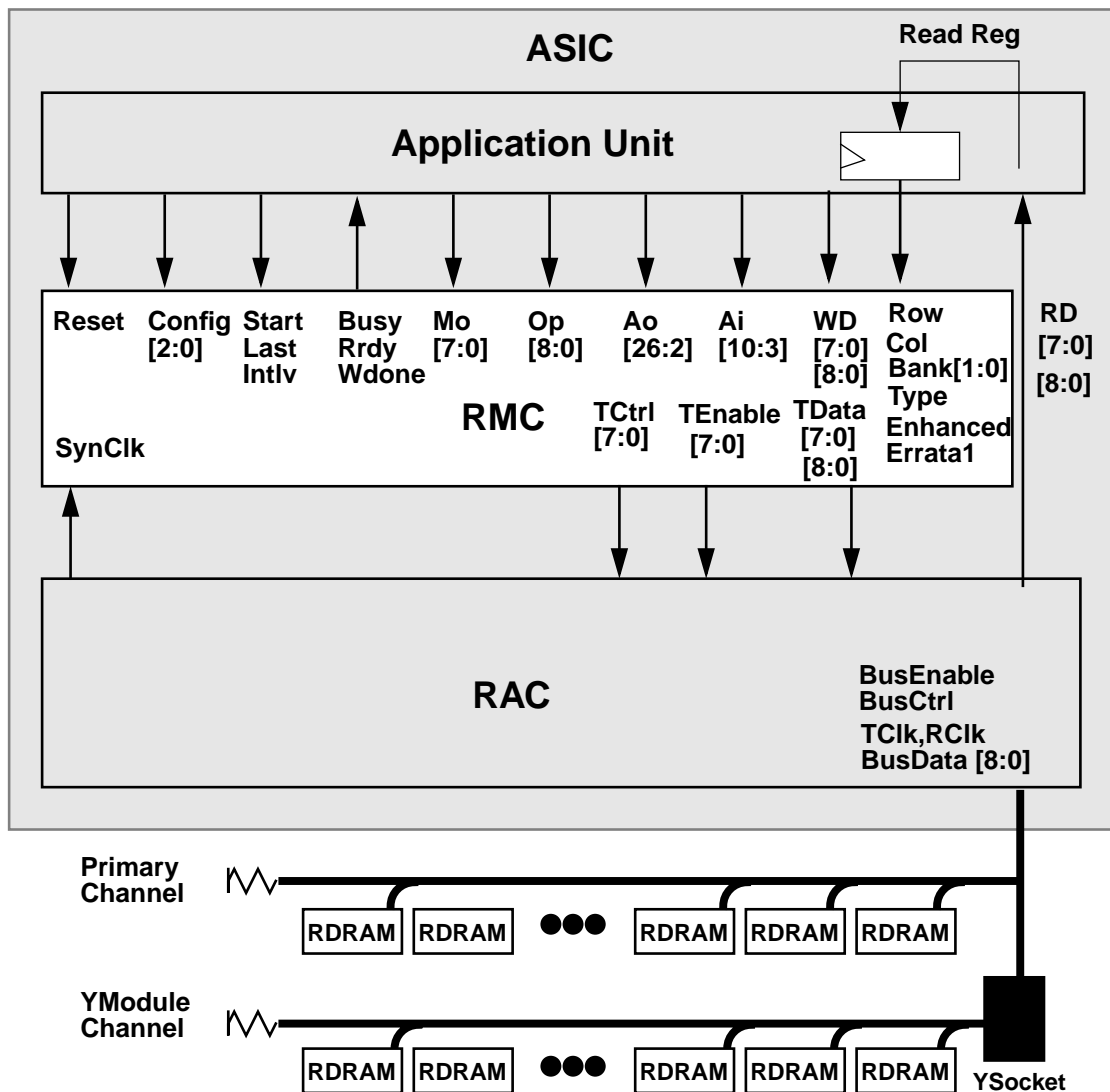 Read Reg
ASIC
Application Unit
Reset
Config
[2:0]
Start
Last
Intlv
Busy
Rrdy
Wdone
Mo
[7:0]
Op
[8:0]
Ao
[26:2]
Ai
[10:3]
WD
[7:0]
[8:0]
Row
Col
Bank[1:0]
Type
Enhanced
Errata1
RD
[7:0]
[8:0]
RMC
TCtrl
[7:0]
TEnable
[7:0]
TData
[7:0]
[8:0]
SynClk
RAC
BusEnable
BusCtrl
TClk,RClk
BusData [8:0]
Primary
Channel
RDRAM
RDRAM
RDRAM
RDRAM
RDRAM
YModule
Channel
RDRAM
RDRAM
RDRAM
RDRAM
RDRAM
YSocket